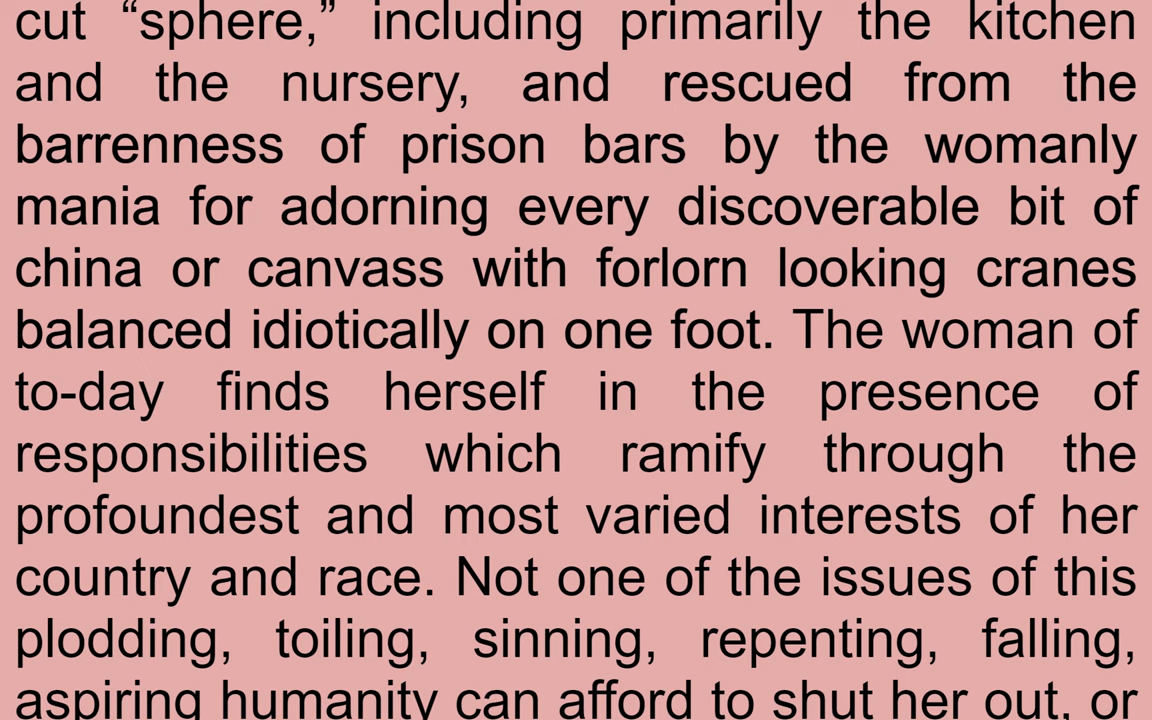 cut “sphere,” including primarily the kitchen
and the nursery, and rescued from the
barrenness of prison bars by the womanly
mania for adorning every discoverable bit of
china or canvass with forlorn looking cranes
balanced idiotically on one foot. The woman of
to-day finds herself in the presence of
responsibilities which ramify through the
profoundest and most varied interests of her
country and race. Not one of the issues of this
plodding, toiling, sinning, repenting, falling,
aspiring humanity can afford to shut her out, or